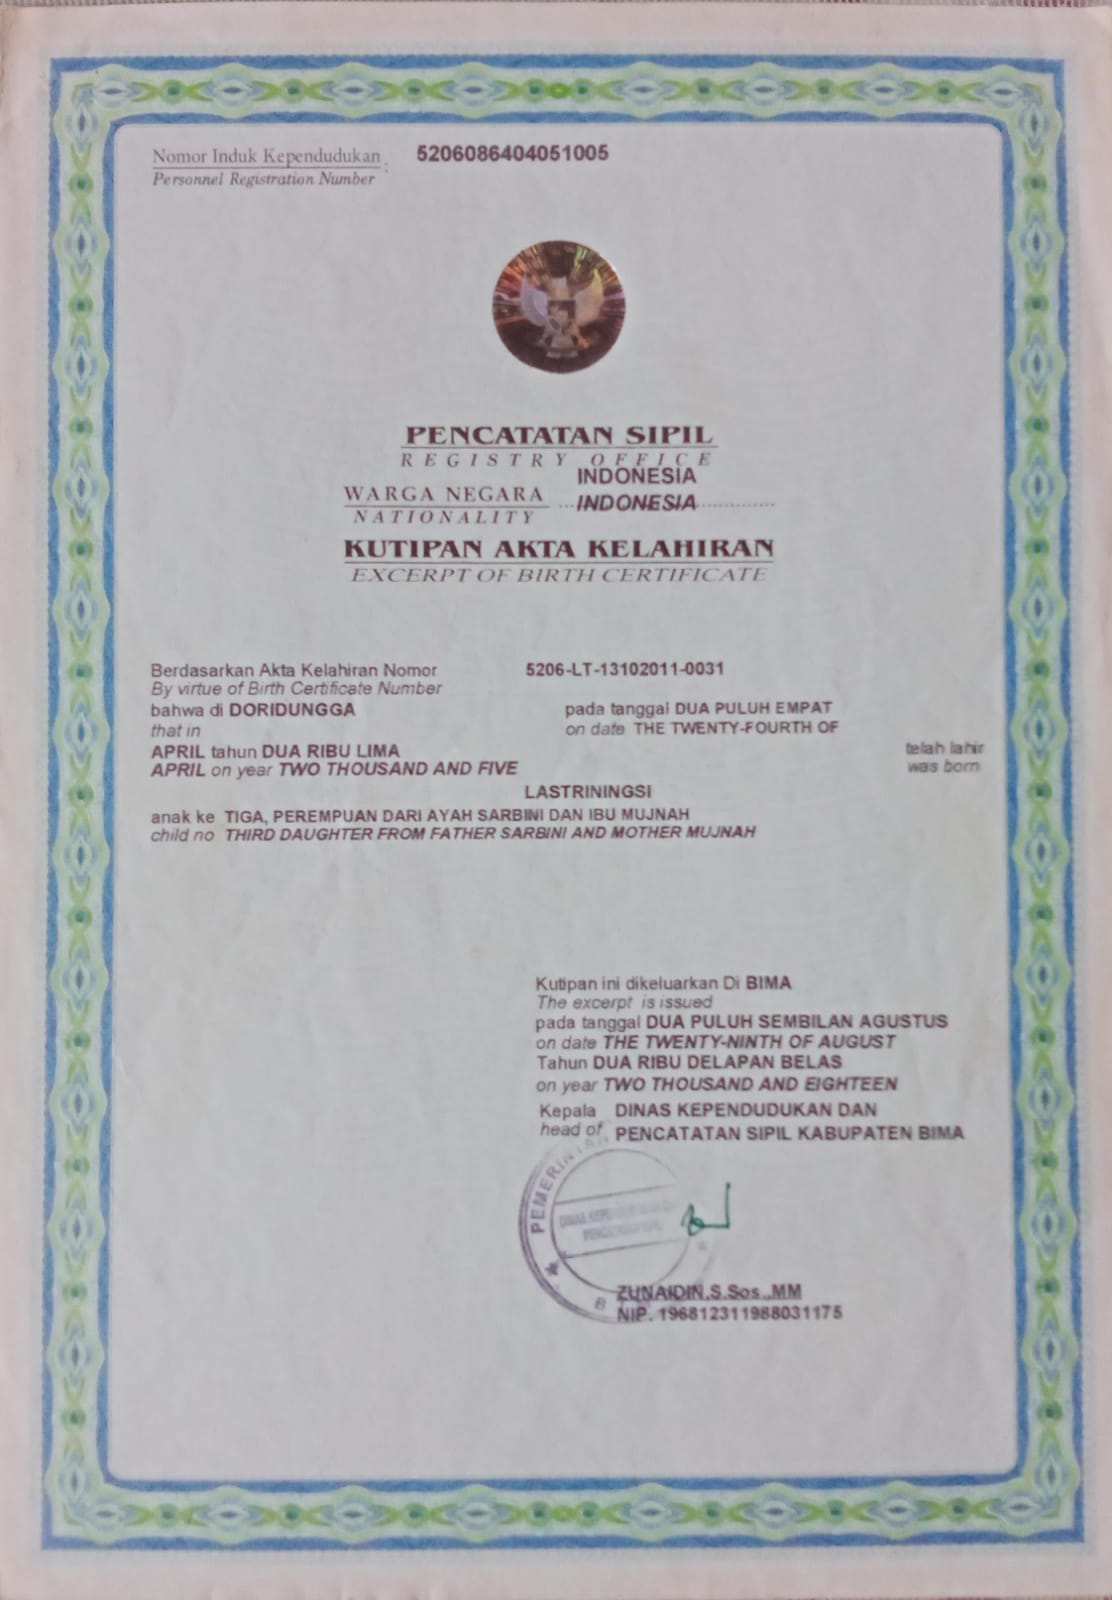 Nomor Induk Kependudukan : 5206086404051005
Personnel Registration Number
PENCATATAN SIPIL
REGISTRY OFFICE
INDONESIA
WARGA NEGARA ... INDONESIA
NATIONALITY
KUTIPAN AKTA KELAHIRAN
EXCERPT OF BIRTH CERTIFICATE
Berdasarkan Akta Kelahiran Nomor 5206-LT-13102011-0031
By virtue of Birth Certificate Number
bahwa di DORIDUNGGA pada tanggal DUA PULUH EMPAT
that in on date THE TWENTY-FOURTH OF
APRIL tahun DUA RIBU LIMA telah lahir
APRIL on year TWO THOUSAND AND FIVE was born
LASTRININGSI
anak ke TIGA, PEREMPUAN DARI AYAH SARBINI DAN IBU MUJNAH
child no THIRD DAUGHTER FROM FATHER SARBINI AND MOTHER MUJNAH
Kutipan ini dikeluarkan Di BIMA
The excerpt is issued
pada tanggal DUA PULUH SEMBILAN AGUSTUS
on date THE TWENTY-NINTH OF AUGUST
Tahun DUA RIBU DELAPAN BELAS
on year TWO THOUSAND AND EIGHTEEN
Kepala DINAS KEPENDUDUKAN DAN
head of PENCATATAN SIPIL KABUPATEN BIMA
ZUNAIDIN,S.Sos.,MM
NIP. 196812311988031175